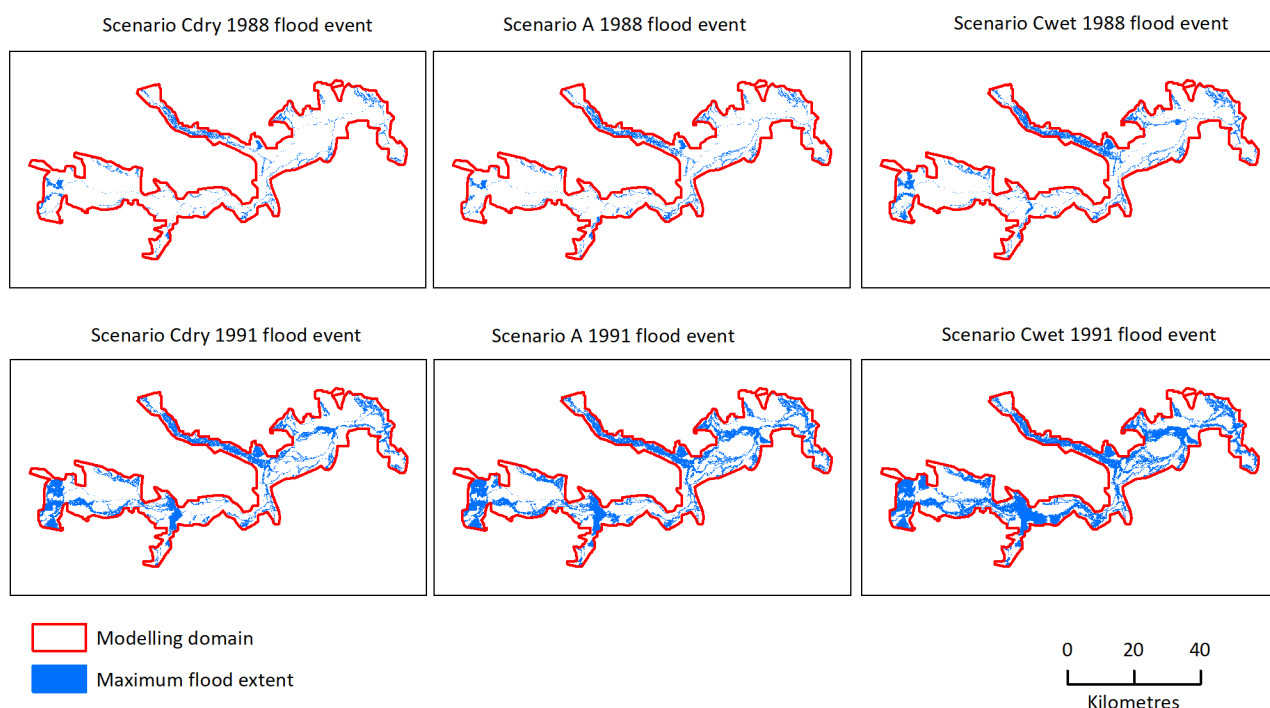 Scenario Cdry 1988 flood event
Scenario A 1988 flood event
Scenario Cwet 1988 flood event
Scenario Cdry 1991 flood event
Scenario A 1991 flood event
Scenario Cwet 1991 flood event
Modelling domain
Maximum flood extent
0 20 40
Kilometres